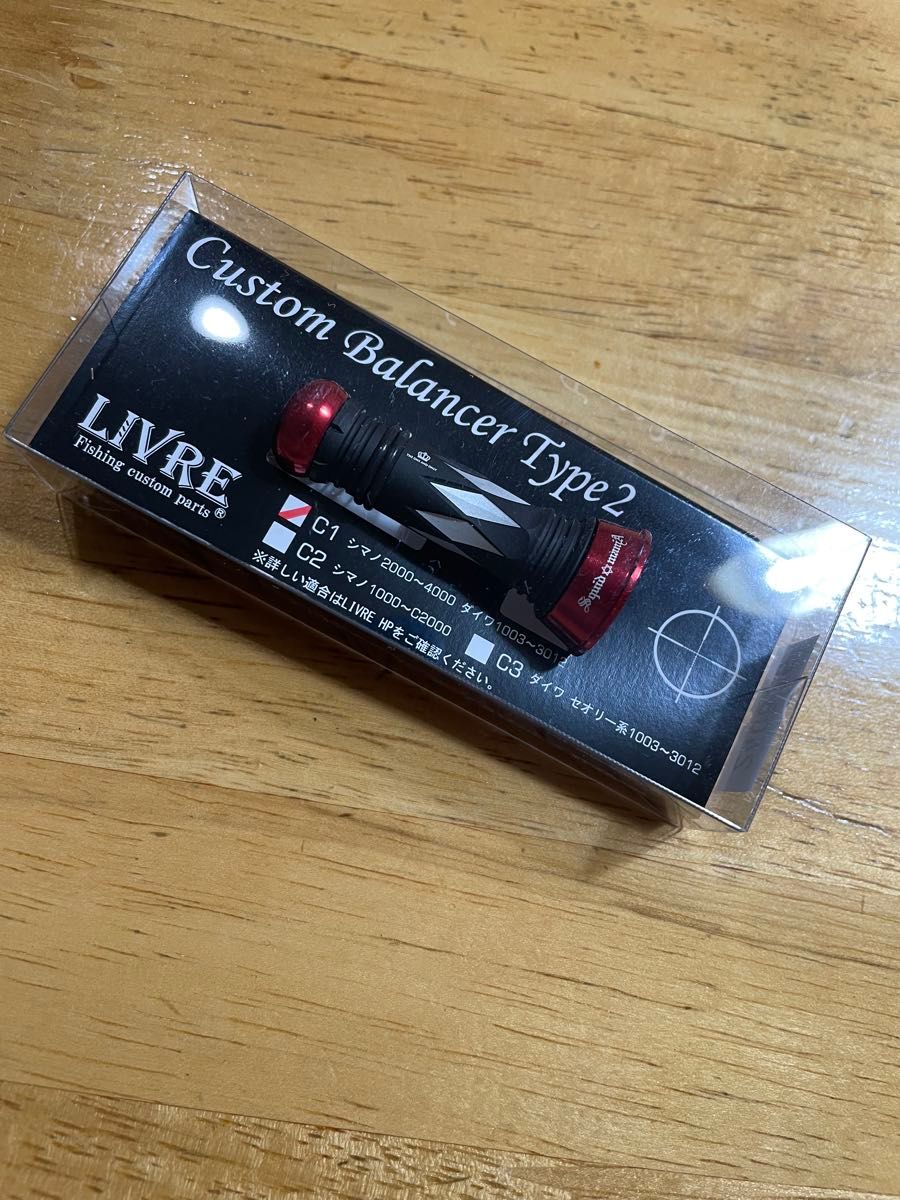 Custom Balancer Type2
LIVRE®
Fishing custom parts
C1 シマノ2000〜4000 ダイワ1003〜3012
C2 シマノ1000〜C2000
C3 ダイワ セオリー系1003〜3012
※詳しい適合はLIVRE HPをご確認ください。
Squid maniA